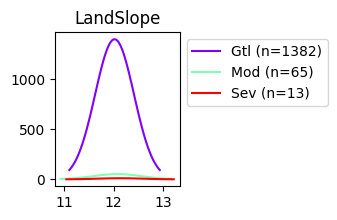 LandSlope
Gtl (n=1382)
Mod (n=65)
Sev (n=13)
1000
500
0
11 12 13